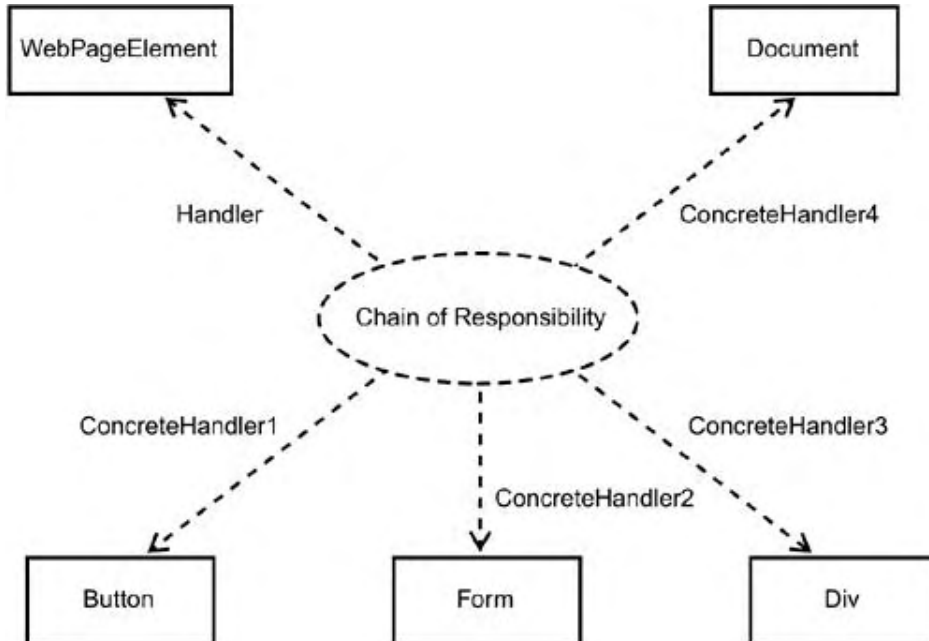 WebPageElement
Document
Handler
ConcreteHandler4
Chain of Responsibility
ConcreteHandler1
ConcreteHandler3
ConcreteHandler2
Button
Form
Div